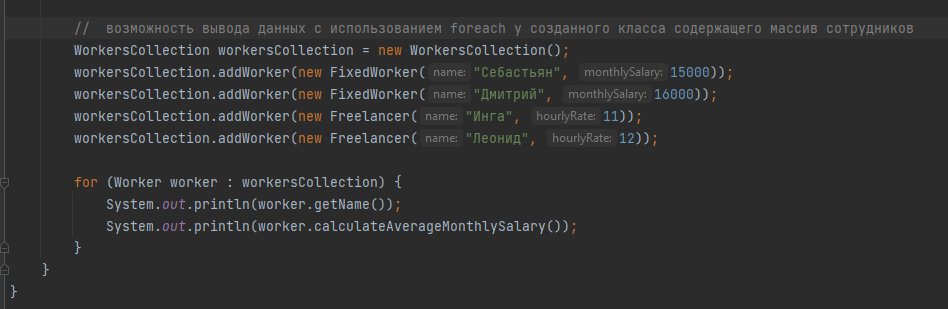 //  возможность вывода данных с использованием foreach у созданного класса содержащего массив сотрудников
WorkersCollection workersCollection = new WorkersCollection();
workersCollection.addWorker(new FixedWorker( name: "Себастьян", monthlySalary: 15000));
workersCollection.addWorker(new FixedWorker( name: "Дмитрий", monthlySalary: 16000));
workersCollection.addWorker(new Freelancer( name: "Инга", hourlyRate: 11));
workersCollection.addWorker(new Freelancer( name: "Леонид", hourlyRate: 12));
for (Worker worker : workersCollection) {
System.out.println(worker.getName());
System.out.println(worker.calculateAverageMonthlySalary());
}
}
}